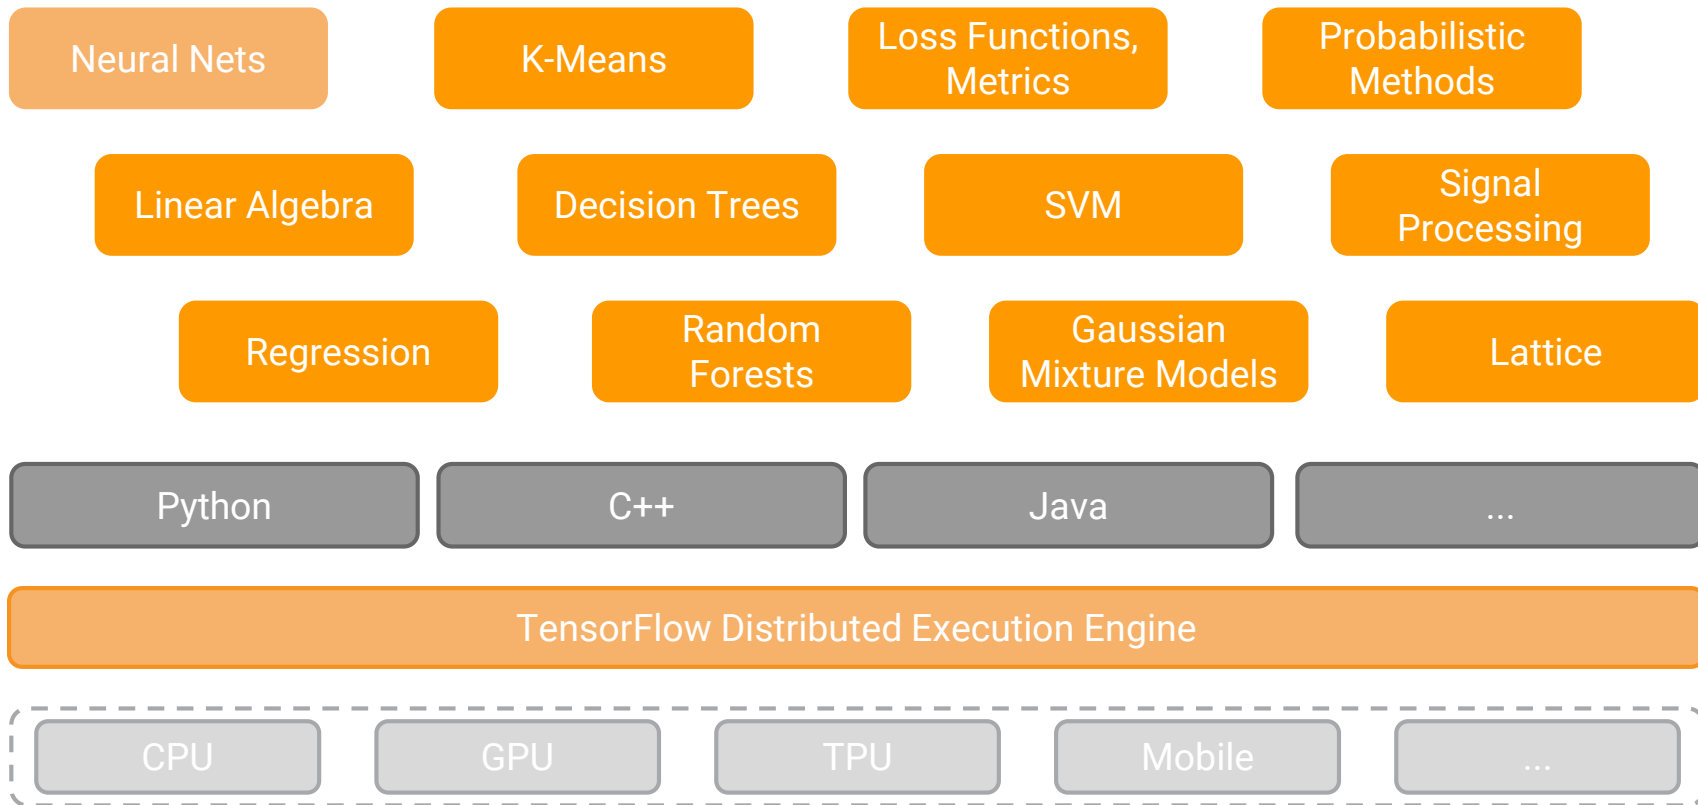 Neural Nets
K-Means
Loss Functions,
Metrics
Probabilistic
Methods
Linear Algebra
Decision Trees
SVM
Signal
Processing
Regression
Random
Forests
Gaussian
Mixture Models
Lattice
Python
C++
Java
...
TensorFlow Distributed Execution Engine
CPU
GPU
TPU
Mobile
...